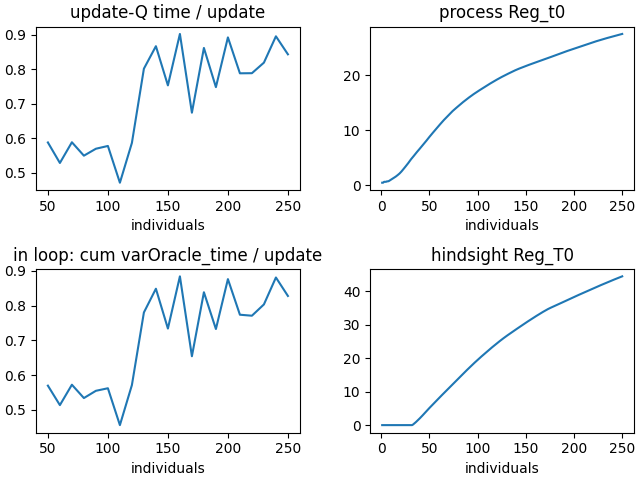 update-Q time / update
0.9
0.8
0.7
0.6
0.5
50 100 150 200 250
individuals
process Reg_t0
20
10
0
0 50 100 150 200 250
individuals
in loop: cum varOracle_time / update
0.9
0.8
0.7
0.6
0.5
50 100 150 200 250
individuals
hindsight Reg_T0
40
30
20
10
0
0 50 100 150 200 250
individuals